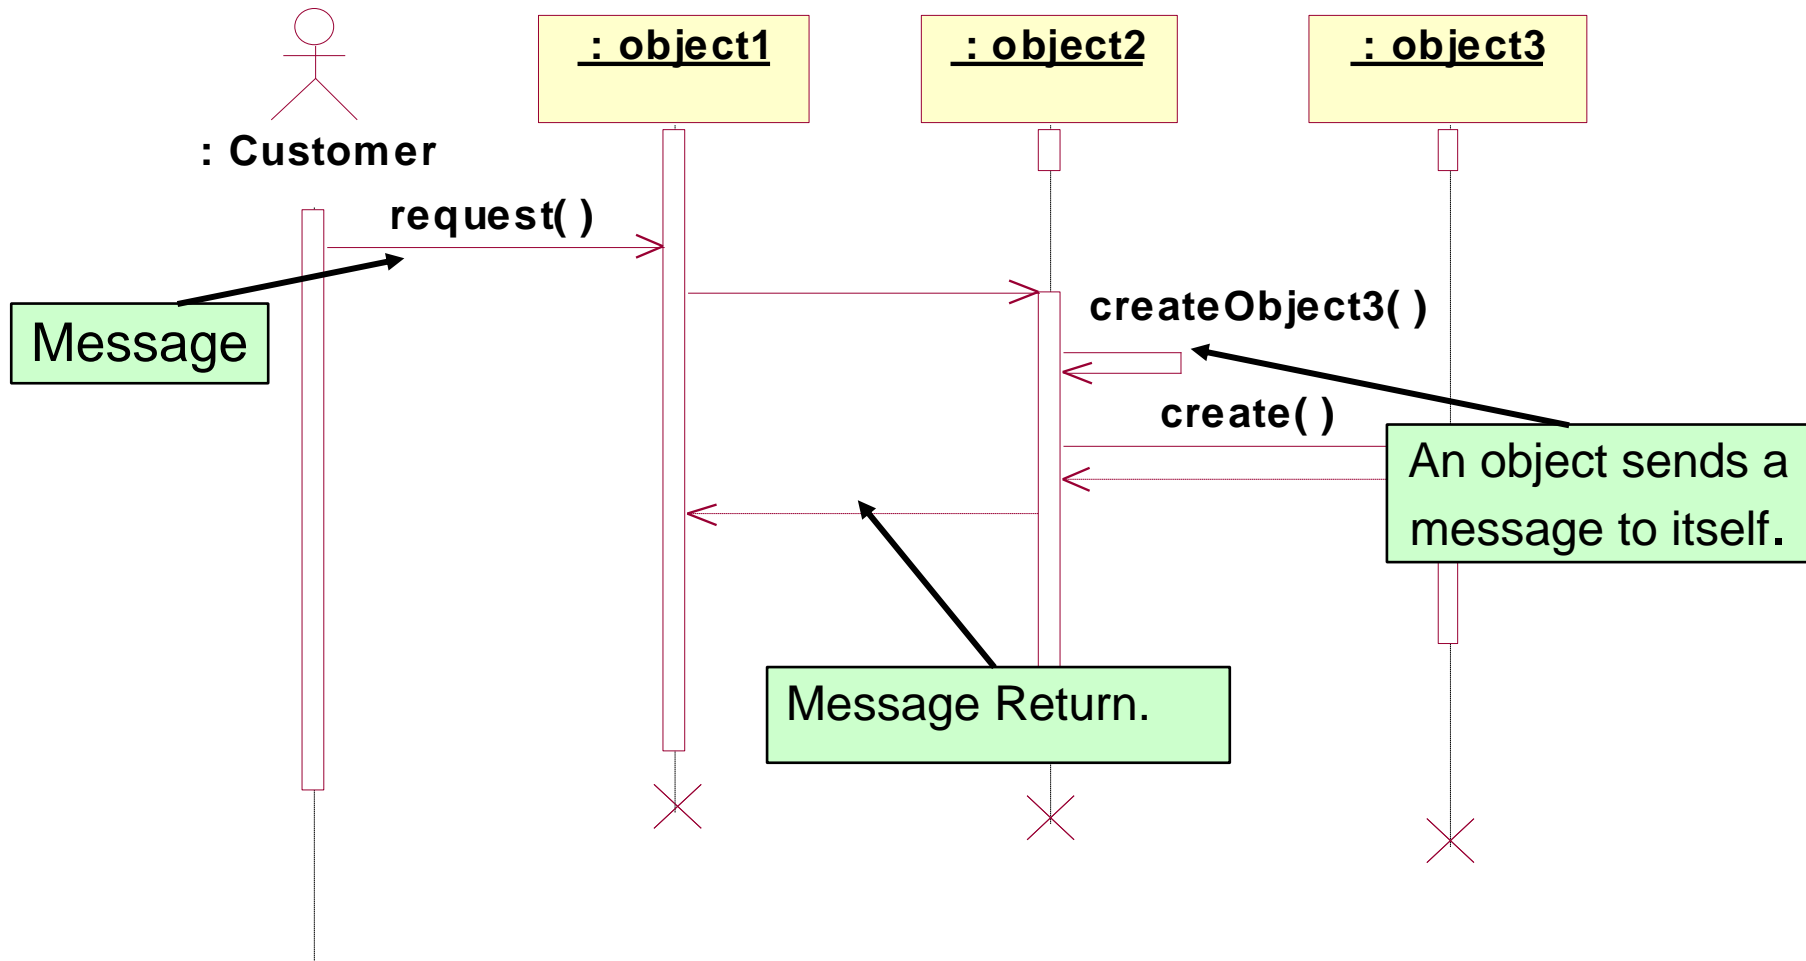 : object1
: object2
: object3
: Customer
request( )
Message
createObject3( )
create( )
An object sends a
message to itself.
Message Return.